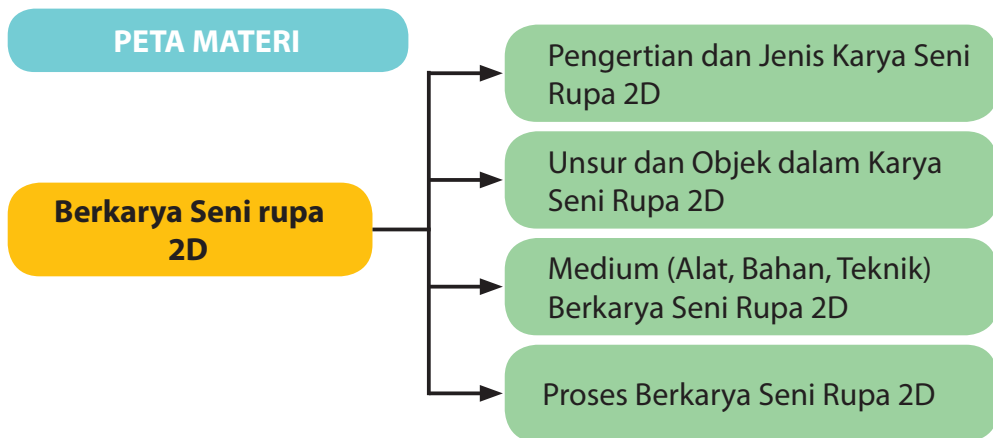 PETA MATERI
Pengertian dan Jenis Karya Seni
Rupa 2D
Unsur dan Objek dalam Karya
Seni Rupa 2D
Berkarya Seni rupa
2D
Medium (Alat, Bahan, Teknik)
Berkarya Seni Rupa 2D
Proses Berkarya Seni Rupa 2D